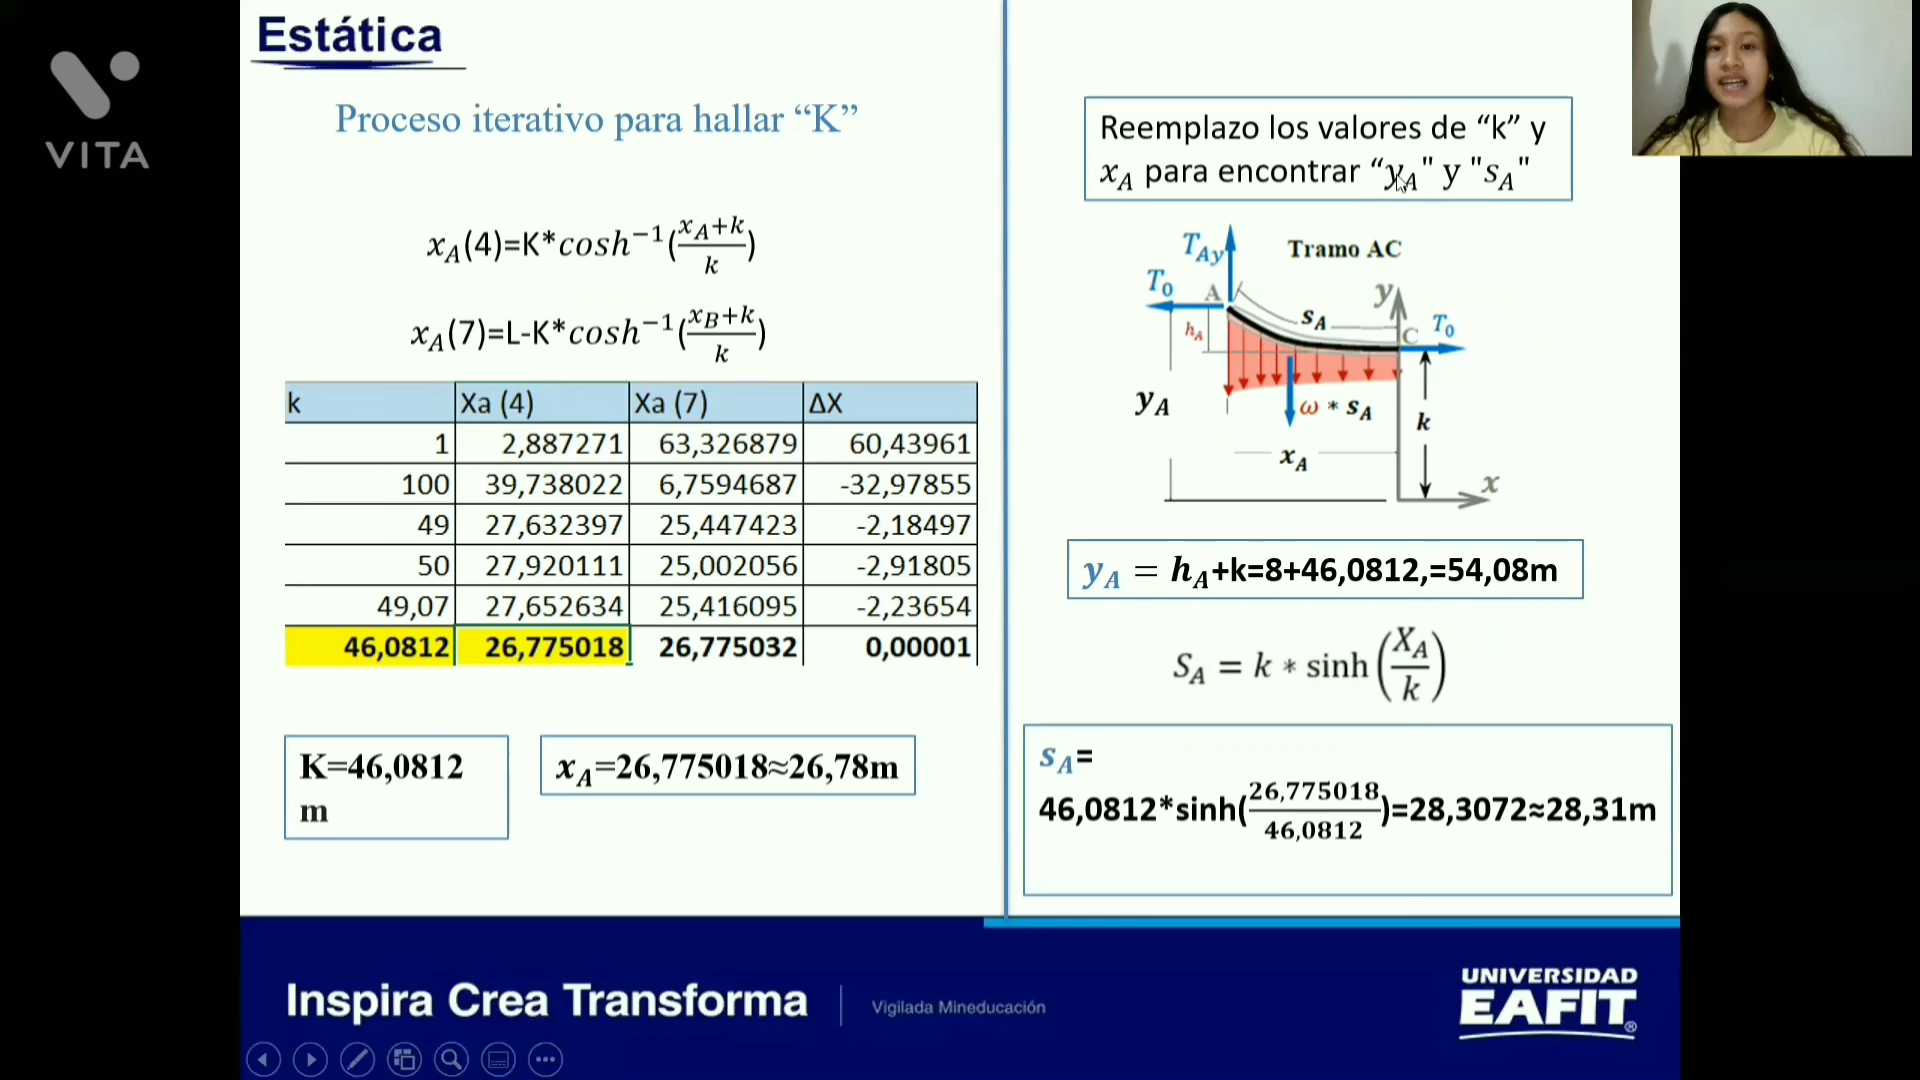 VITA
Estática
Proceso iterativo para hallar “K”
x_A(4)=K*cosh⁻¹((x_A+k)/k)
x_A(7)=L-K*cosh⁻¹((x_B+k)/k)
k Xa (4) Xa (7) ΔX
1 2,887271 63,326879 60,43961
100 39,738022 6,7594687 -32,97855
49 27,632397 25,447423 -2,18497
50 27,920111 25,002056 -2,91805
49,07 27,652634 25,416095 -2,23654
46,0812 26,775018 26,775032 0,00001
K=46,0812
m
x_A=26,775018≈26,78m
Reemplazo los valores de “k” y
x_A para encontrar “y_A" y "s_A"
T_Ay Tramo AC
T_0 A y
h_A s_A C T_0
y_A ω * s_A k
x_A
x
y_A = h_A+k=8+46,0812,=54,08m
S_A = k * sinh (X_A/k)
s_A=
46,0812*sinh(26,775018/46,0812)=28,3072≈28,31m
Inspira Crea Transforma
Vigilada Mineducación
UNIVERSIDAD
EAFIT®